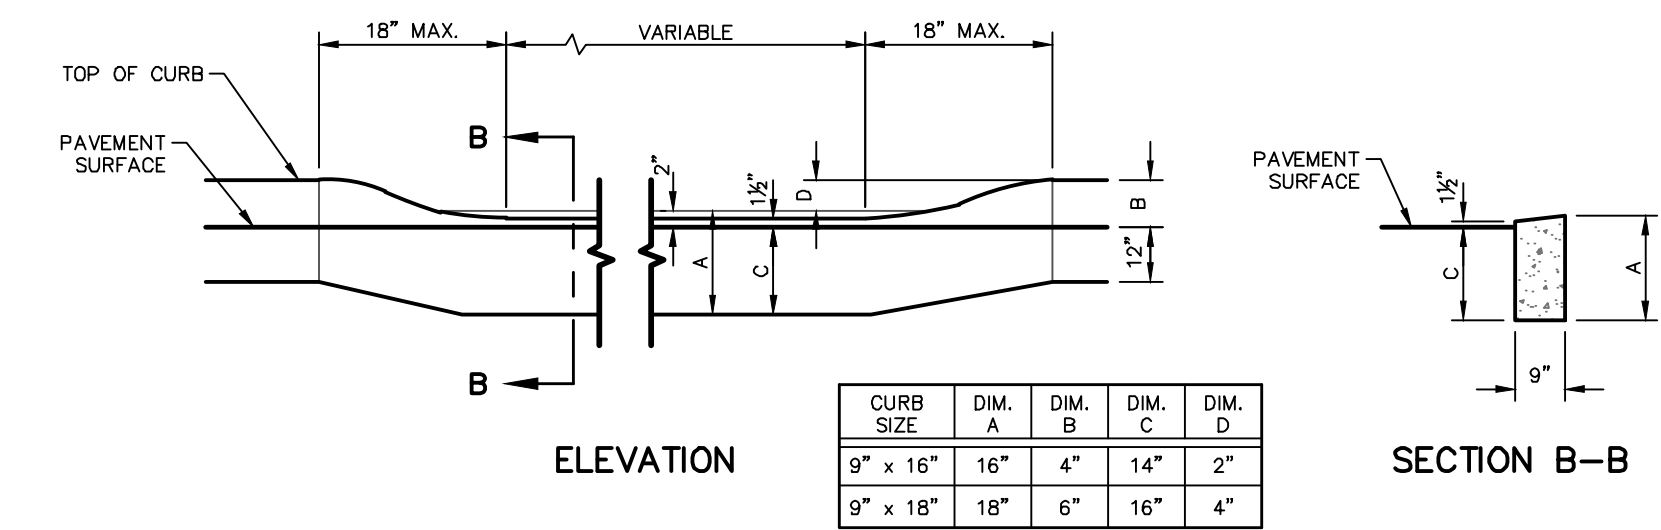 18” MAX.
VARIABLE
18” MAX.
TOP OF CURB
PAVEMENT
SURFACE
B
2”
1½”
D
B
A
C
12”
B
ELEVATION
CURB SIZE DIM. A DIM. B DIM. C DIM. D
9” x 16” 16” 4” 14” 2”
9” x 18” 18” 6” 16” 4”
PAVEMENT
SURFACE
1½”
C
A
9”
SECTION B–B